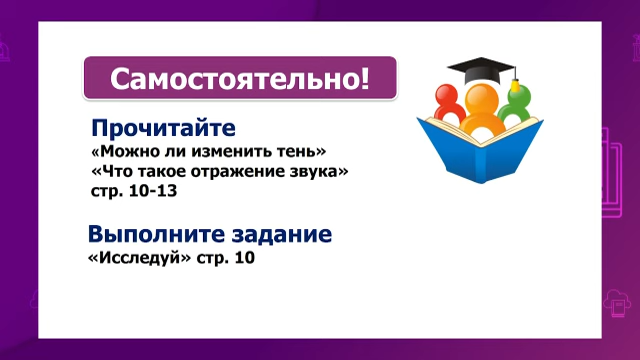 Самостоятельно!
Прочитайте
«Можно ли изменить тень»
«Что такое отражение звука»
стр. 10-13
Выполните задание
«Исследуй» стр. 10